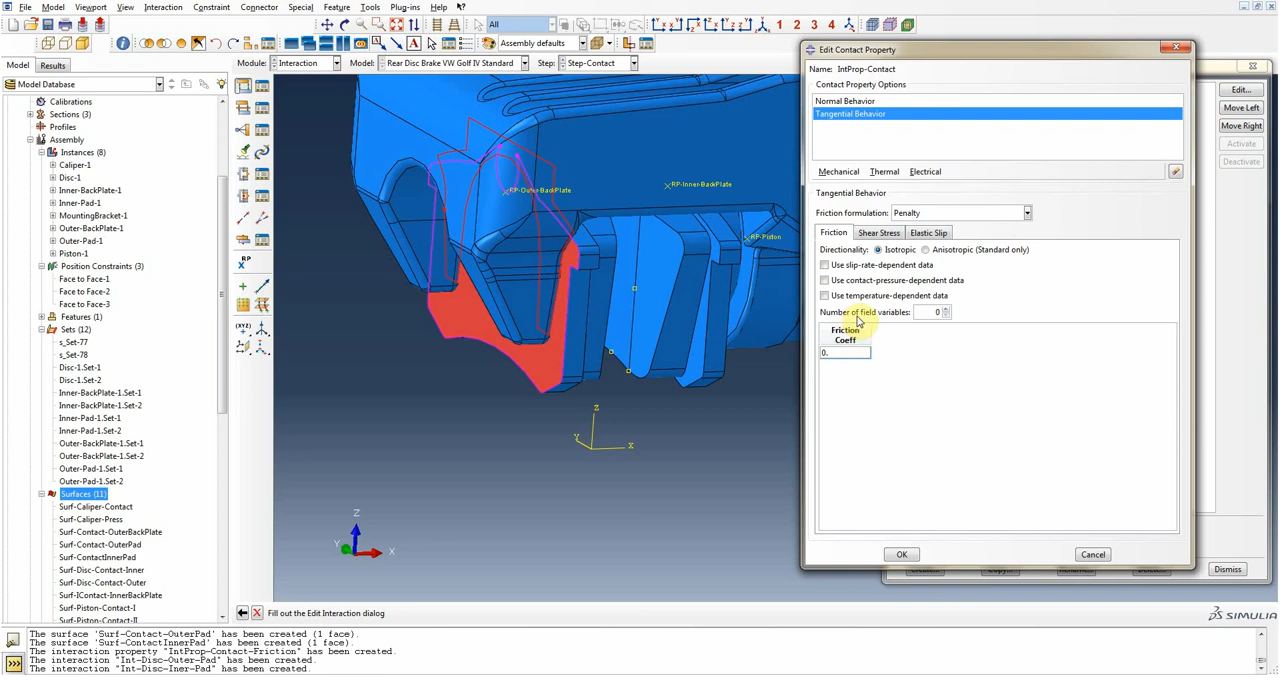 File Model Viewport View Interaction Constraint Connector Special Feature Tools Plug-ins Help
All
1 2 3 4
Assembly defaults
Model Results
Module: Interaction Model: Rear Disc Brake VW Golf IV Standard Step: Step-Contact
Model Database
Calibrations
Sections (3)
Profiles
Assembly
Instances (8)
Caliper-1
Disc-1
Inner-BackPlate-1
Inner-Pad-1
MountingBracket-1
Outer-BackPlate-1
Outer-Pad-1
Piston-1
Position Constraints (3)
Face to Face-1
Face to Face-2
Face to Face-3
Features (1)
Sets (12)
s_Set-77
s_Set-78
Disc-1.Set-1
Disc-1.Set-2
Inner-BackPlate-1.Set-1
Inner-BackPlate-1.Set-2
Inner-Pad-1.Set-1
Inner-Pad-1.Set-2
Outer-BackPlate-1.Set-1
Outer-BackPlate-1.Set-2
Outer-Pad-1.Set-1
Outer-Pad-1.Set-2
Surfaces (11)
Surf-Caliper-Contact
Surf-Caliper-Press
Surf-Contact-OuterBackPlate
Surf-Contact-OuterPad
Surf-ContactInnerPad
Surf-Disc-Contact-Inner
Surf-Disc-Contact-Outer
Surf-ICOntact-InnerBackPlate
Surf-Piston-Contact-I
RP
(XYZ)
RP-Outer-BackPlate
RP-Inner-BackPlate
RP-Piston
Z
Y
X
Z
Y
X
Edit Contact Property
Name: IntProp-Contact
Contact Property Options
Normal Behavior
Tangential Behavior
Mechanical Thermal Electrical
Tangential Behavior
Friction formulation: Penalty
Friction Shear Stress Elastic Slip
Directionality: Isotropic Anisotropic (Standard only)
Use slip-rate-dependent data
Use contact-pressure-dependent data
Use temperature-dependent data
Number of field variables: 0
Friction
Coeff
0.
OK Cancel
Edit...
Move Left
Move Right
Activate
Deactivate
Dismiss
Fill out the Edit Interaction dialog
SIMULIA
The surface 'Surf-Contact-OuterPad' has been created (1 face).
The surface 'Surf-ContactInnerPad' has been created (1 face).
The interaction property "IntProp-Contact-Friction" has been created.
The interaction "Int-Disc-Outer-Pad" has been created.
The interaction "Int-Disc-Iner-Pad" has been created.